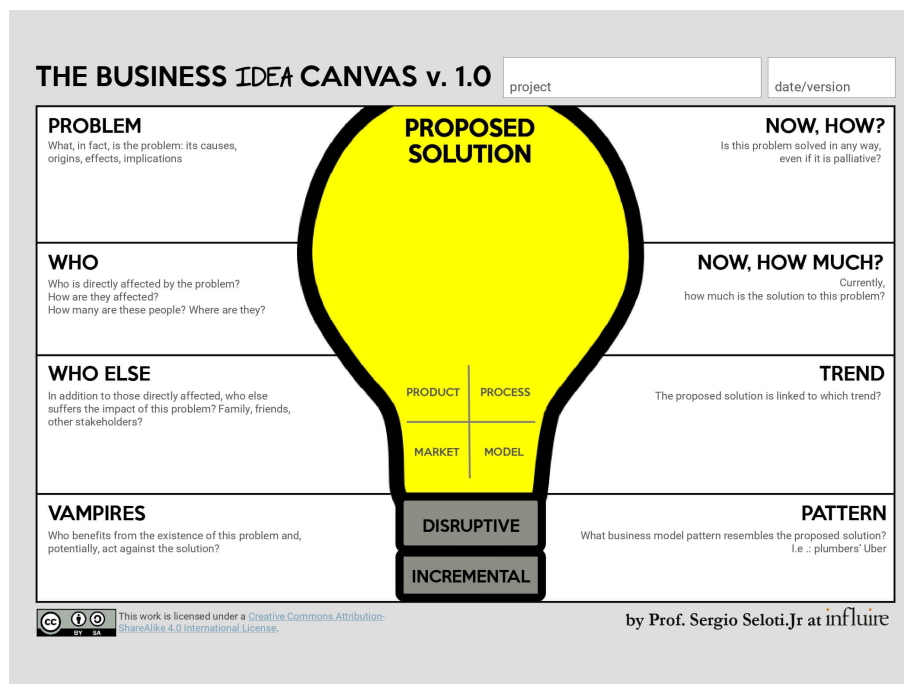 THE BUSINESS IDEA CANVAS v. 1.0
project
date/version
PROBLEM
What, in fact, is the problem: its causes,
origins, effects, implications
WHO
Who is directly affected by the problem?
How are they affected?
How many are these people? Where are they?
WHO ELSE
In addition to those directly affected, who else
suffers the impact of this problem? Family, friends,
other stakeholders?
VAMPIRES
Who benefits from the existence of this problem and,
potentially, act against the solution?
PROPOSED
SOLUTION
PRODUCT
PROCESS
MARKET
MODEL
DISRUPTIVE
INCREMENTAL
NOW, HOW?
Is this problem solved in any way,
even if it is palliative?
NOW, HOW MUCH?
Currently,
how much is the solution to this problem?
TREND
The proposed solution is linked to which trend?
PATTERN
What business model pattern resembles the proposed solution?
I.e .: plumbers' Uber
cc
BY SA
This work is licensed under a Creative Commons Attribution-
ShareAlike 4.0 International License.
by Prof. Sergio Seloti.Jr at influire